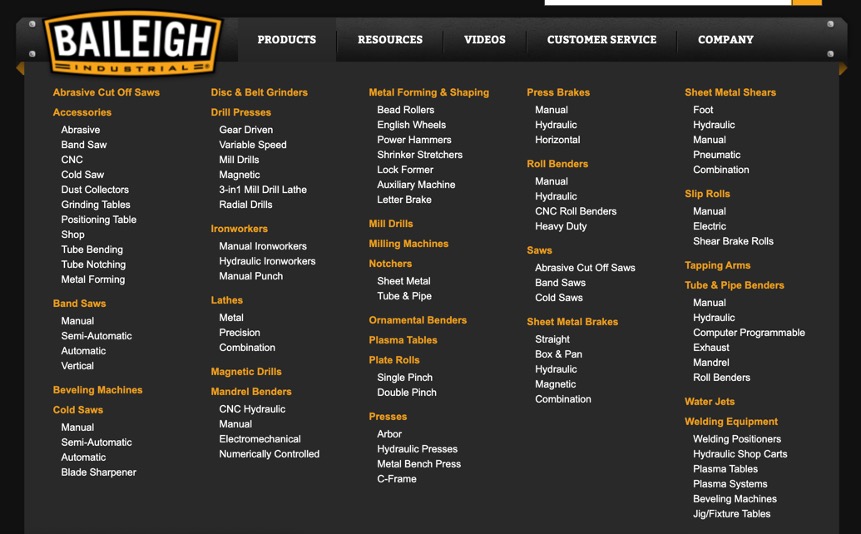 BAILEIGH
INDUSTRIAL®
PRODUCTS
RESOURCES
VIDEOS
CUSTOMER SERVICE
COMPANY
Abrasive Cut Off Saws
Accessories
Abrasive
Band Saw
CNC
Cold Saw
Dust Collectors
Grinding Tables
Positioning Table
Shop
Tube Bending
Tube Notching
Metal Forming
Band Saws
Manual
Semi-Automatic
Automatic
Vertical
Beveling Machines
Cold Saws
Manual
Semi-Automatic
Automatic
Blade Sharpener
Disc & Belt Grinders
Drill Presses
Gear Driven
Variable Speed
Mill Drills
Magnetic
3-in1 Mill Drill Lathe
Radial Drills
Ironworkers
Manual Ironworkers
Hydraulic Ironworkers
Manual Punch
Lathes
Metal
Precision
Combination
Magnetic Drills
Mandrel Benders
CNC Hydraulic
Manual
Electromechanical
Numerically Controlled
Metal Forming & Shaping
Bead Rollers
English Wheels
Power Hammers
Shrinker Stretchers
Lock Former
Auxiliary Machine
Letter Brake
Mill Drills
Milling Machines
Notchers
Sheet Metal
Tube & Pipe
Ornamental Benders
Plasma Tables
Plate Rolls
Single Pinch
Double Pinch
Presses
Arbor
Hydraulic Presses
Metal Bench Press
C-Frame
Press Brakes
Manual
Hydraulic
Horizontal
Roll Benders
Manual
Hydraulic
CNC Roll Benders
Heavy Duty
Saws
Abrasive Cut Off Saws
Band Saws
Cold Saws
Sheet Metal Brakes
Straight
Box & Pan
Hydraulic
Magnetic
Combination
Sheet Metal Shears
Foot
Hydraulic
Manual
Pneumatic
Combination
Slip Rolls
Manual
Electric
Shear Brake Rolls
Tapping Arms
Tube & Pipe Benders
Manual
Hydraulic
Computer Programmable
Exhaust
Mandrel
Roll Benders
Water Jets
Welding Equipment
Welding Positioners
Hydraulic Shop Carts
Plasma Tables
Plasma Systems
Beveling Machines
Jig/Fixture Tables